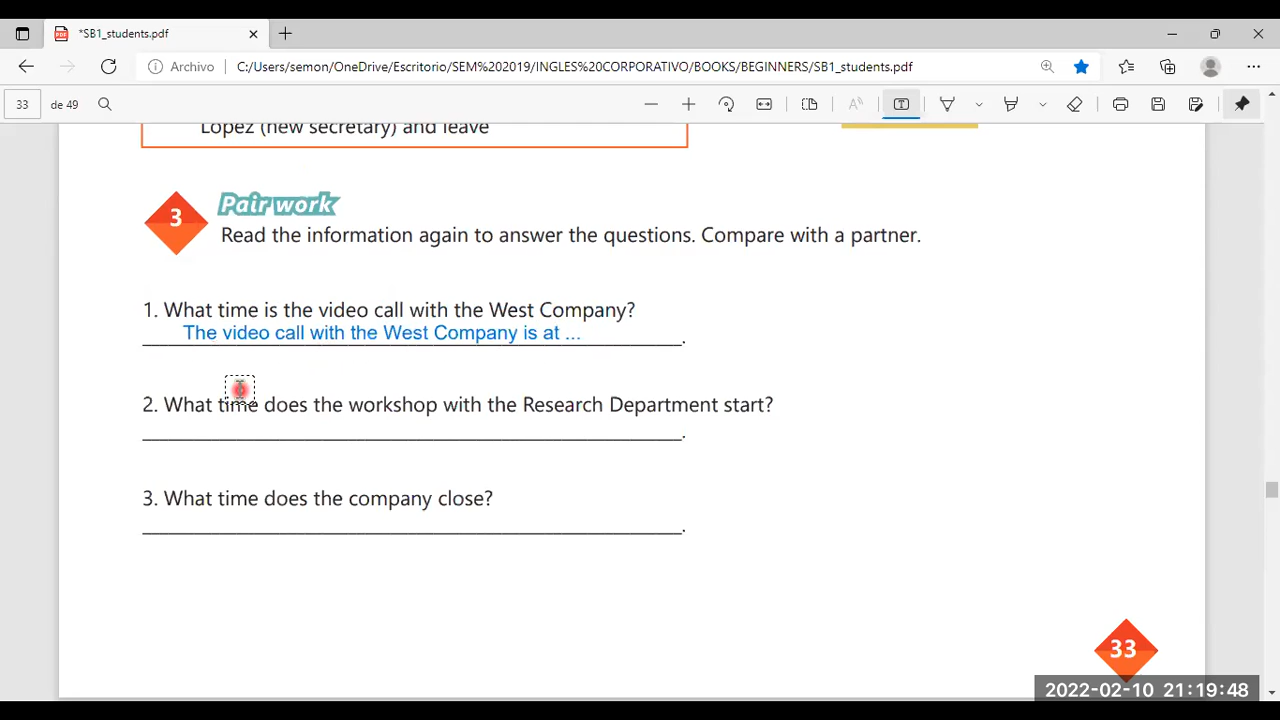 *SB1_students.pdf
Archivo C:/Users/semon/OneDrive/Escritorio/SEM%202019/INGLES%20CORPORATIVO/BOOKS/BEGINNERS/SB1_students.pdf
33 de 49
Lopez (new secretary) and leave
3 Pair work
Read the information again to answer the questions. Compare with a partner.
1. What time is the video call with the West Company?
The video call with the West Company is at ...
2. What time does the workshop with the Research Department start?
3. What time does the company close?
33
2022-02-10 21:19:48